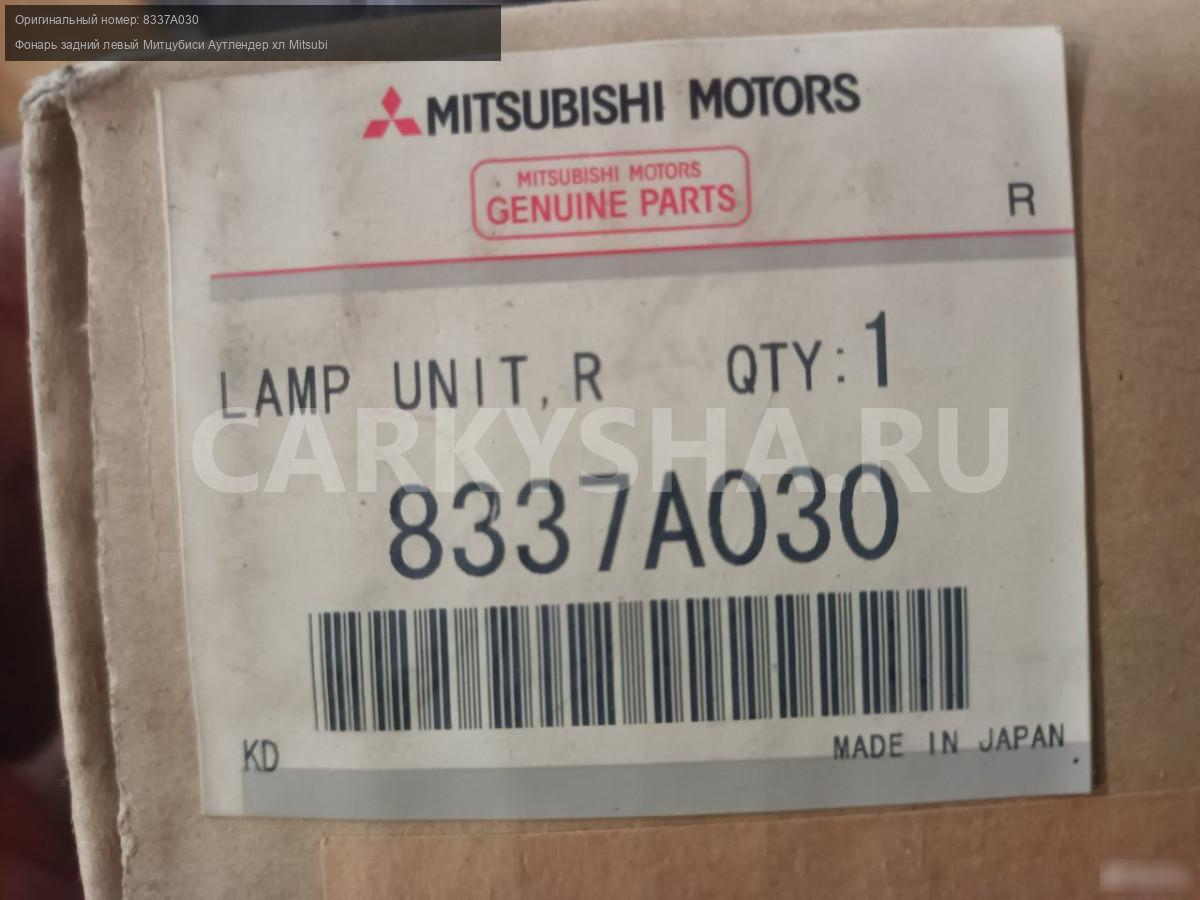 Оригинальный номер: 8337A030
Фонарь задний левый Митцубиси Аутлендер хл Mitsubi
MITSUBISHI MOTORS
MITSUBISHI MOTORS
GENUINE PARTS
R
LAMP UNIT, R QTY:1
CARKYSHA.RU
8337A030
KD
MADE IN JAPAN